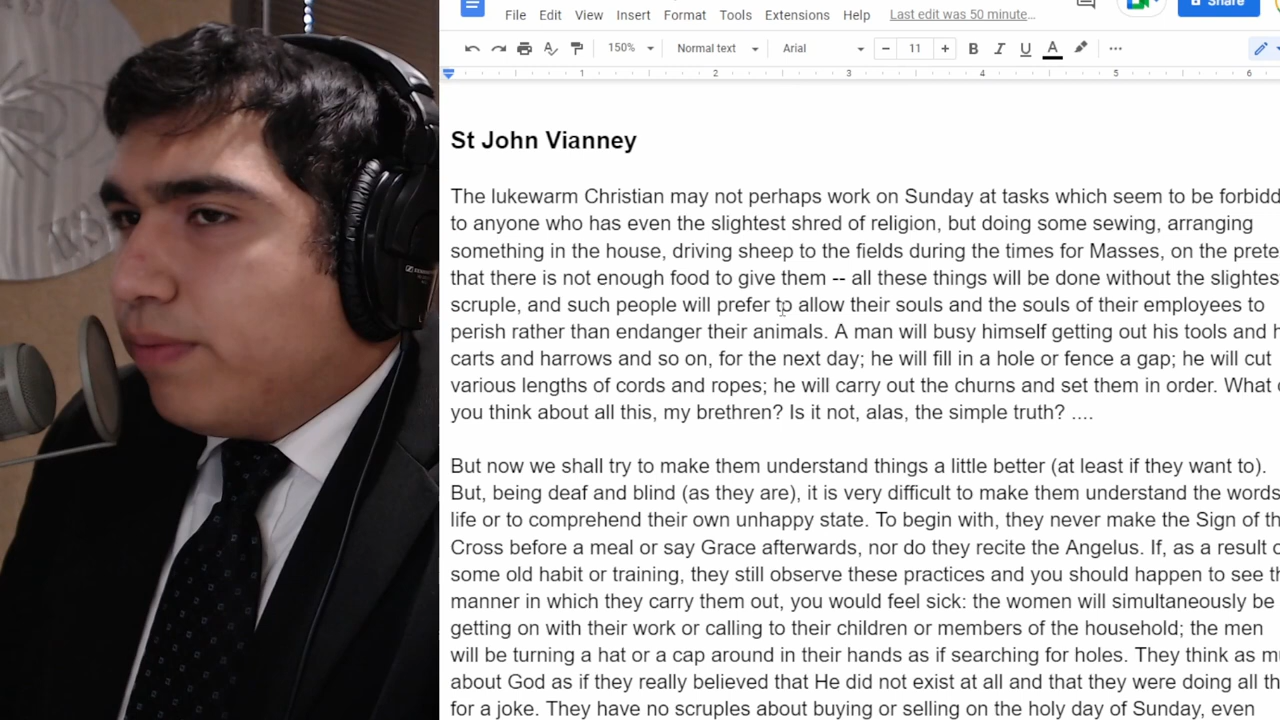 Share
File Edit View Insert Format Tools Extensions Help Last edit was 50 minute…
150% Normal text Arial 11 B I U A
1 2 3 4 5 6
St John Vianney
The lukewarm Christian may not perhaps work on Sunday at tasks which seem to be forbidd
to anyone who has even the slightest shred of religion, but doing some sewing, arranging
something in the house, driving sheep to the fields during the times for Masses, on the prete
that there is not enough food to give them -- all these things will be done without the slightes
scruple, and such people will prefer to allow their souls and the souls of their employees to
perish rather than endanger their animals. A man will busy himself getting out his tools and h
carts and harrows and so on, for the next day; he will fill in a hole or fence a gap; he will cut
various lengths of cords and ropes; he will carry out the churns and set them in order. What
you think about all this, my brethren? Is it not, alas, the simple truth? ....
But now we shall try to make them understand things a little better (at least if they want to).
But, being deaf and blind (as they are), it is very difficult to make them understand the words
life or to comprehend their own unhappy state. To begin with, they never make the Sign of th
Cross before a meal or say Grace afterwards, nor do they recite the Angelus. If, as a result
some old habit or training, they still observe these practices and you should happen to see th
manner in which they carry them out, you would feel sick: the women will simultaneously be
getting on with their work or calling to their children or members of the household; the men
will be turning a hat or a cap around in their hands as if searching for holes. They think as m
about God as if they really believed that He did not exist at all and that they were doing all th
for a joke. They have no scruples about buying or selling on the holy day of Sunday, even